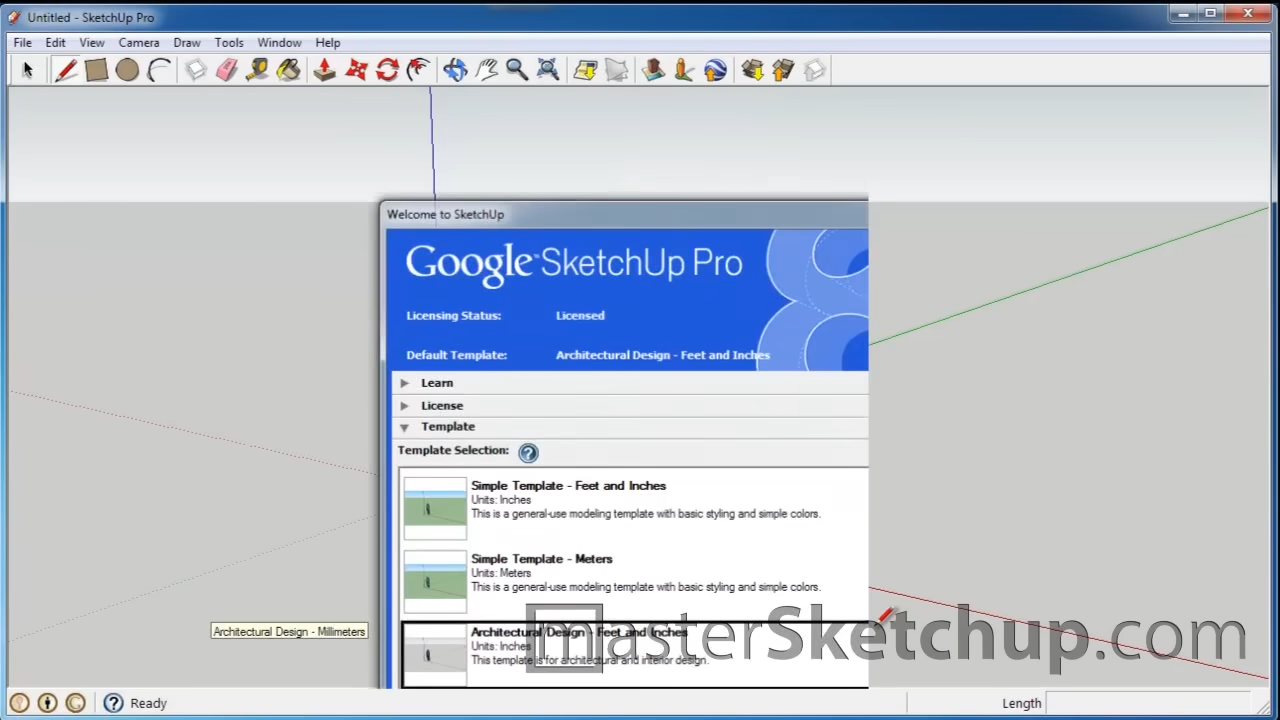 Untitled - SketchUp Pro
File Edit View Camera Draw Tools Window Help
Welcome to SketchUp
Google™ SketchUp Pro
Licensing Status: Licensed
Default Template: Architectural Design - Feet and Inches
Learn
License
Template
Template Selection:
Simple Template - Feet and Inches
Units: Inches
This is a general-use modeling template with basic styling and simple colors.
Simple Template - Meters
Units: Meters
This is a general-use modeling template with basic styling and simple colors.
Architectural Design - Feet and Inches
Units: Inches
This template is for architectural and interior design.
Architectural Design - Millimeters
masterSketchup.com
Ready Length